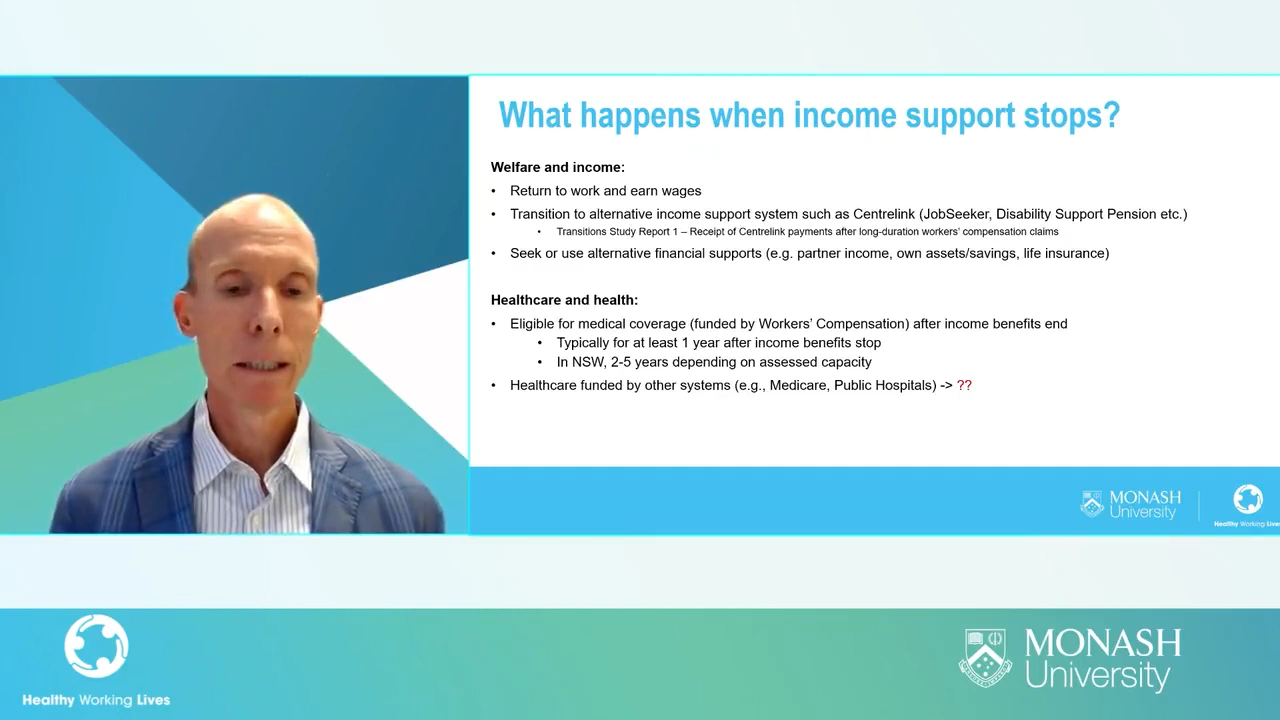 What happens when income support stops?
Welfare and income:
• Return to work and earn wages
• Transition to alternative income support system such as Centrelink (JobSeeker, Disability Support Pension etc.)
• Transitions Study Report 1 – Receipt of Centrelink payments after long-duration workers' compensation claims
• Seek or use alternative financial supports (e.g. partner income, own assets/savings, life insurance)
Healthcare and health:
• Eligible for medical coverage (funded by Workers' Compensation) after income benefits end
• Typically for at least 1 year after income benefits stop
• In NSW, 2-5 years depending on assessed capacity
• Healthcare funded by other systems (e.g., Medicare, Public Hospitals) -> ??
MONASH
University
Healthy Working Lives
Healthy Working Lives
MONASH
University